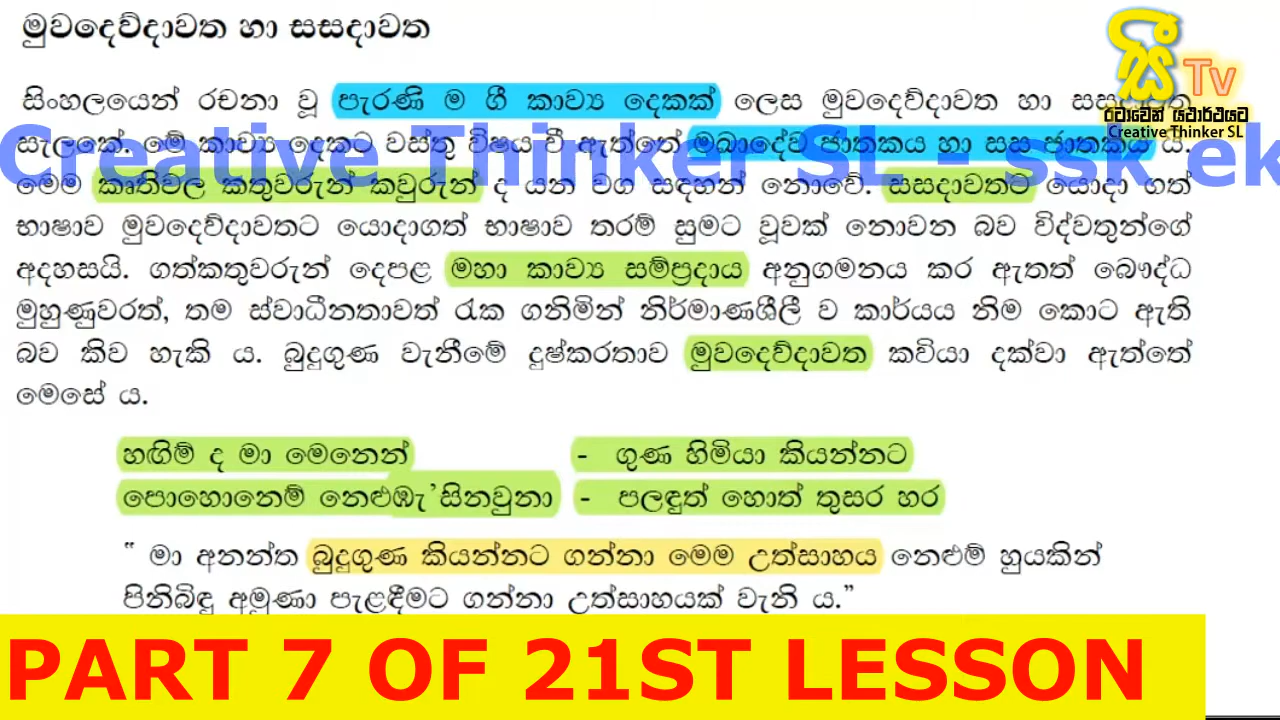 මුවදෙව්දාවත හා සසදාවත
සී Tv
රටාවෙන් යථාර්ථයට
Creative Thinker SL
සිංහලයෙන් රචනා වූ පැරණි ම ගී කාව්‍ය දෙකක් ලෙස මුවදෙව්දාවත හා සසදාවත
සැලකේ. මේ කාව්‍ය දෙකට වස්තු විෂය වී ඇත්තේ මඛාදේව ජාතකය හා සස ජාතකය ය.
Creative Thinker SL - ssk ek
මෙම කෘතිවල කතුවරුන් කවුරුන් ද යන වග සඳහන් නොවේ. සසදාවතට යොදා ගත්
භාෂාව මුවදෙව්දාවතට යොදාගත් භාෂාව තරම් සුමට වූවක් නොවන බව විද්වතුන්ගේ
අදහසයි. ගත්කතුවරුන් දෙපළ මහා කාව්‍ය සම්ප්‍රදාය අනුගමනය කර ඇතත් බෞද්ධ
මුහුණුවරත්, තම ස්වාධීනතාවත් රැක ගනිමින් නිර්මාණශීලී ව කාර්යය නිම කොට ඇති
බව කිව හැකි ය. බුදුගුණ වැනීමේ දුෂ්කරතාව මුවදෙව්දාවත කවියා දක්වා ඇත්තේ
මෙසේ ය.
හඟිම් ද මා මෙනෙන් - ගුණ හිමියා කියන්නට
පොහොනෙම් නෙළුඹැ'සිනවුනා - පලඳුත් හොත් තුසර හර
“ මා අනන්ත බුදුගුණ කියන්නට ගන්නා මෙම උත්සාහය නෙළුම් හුයකින්
පිනිබිඳු අමුණා පැළඳීමට ගන්නා උත්සාහයක් වැනි ය.”
PART 7 OF 21ST LESSON